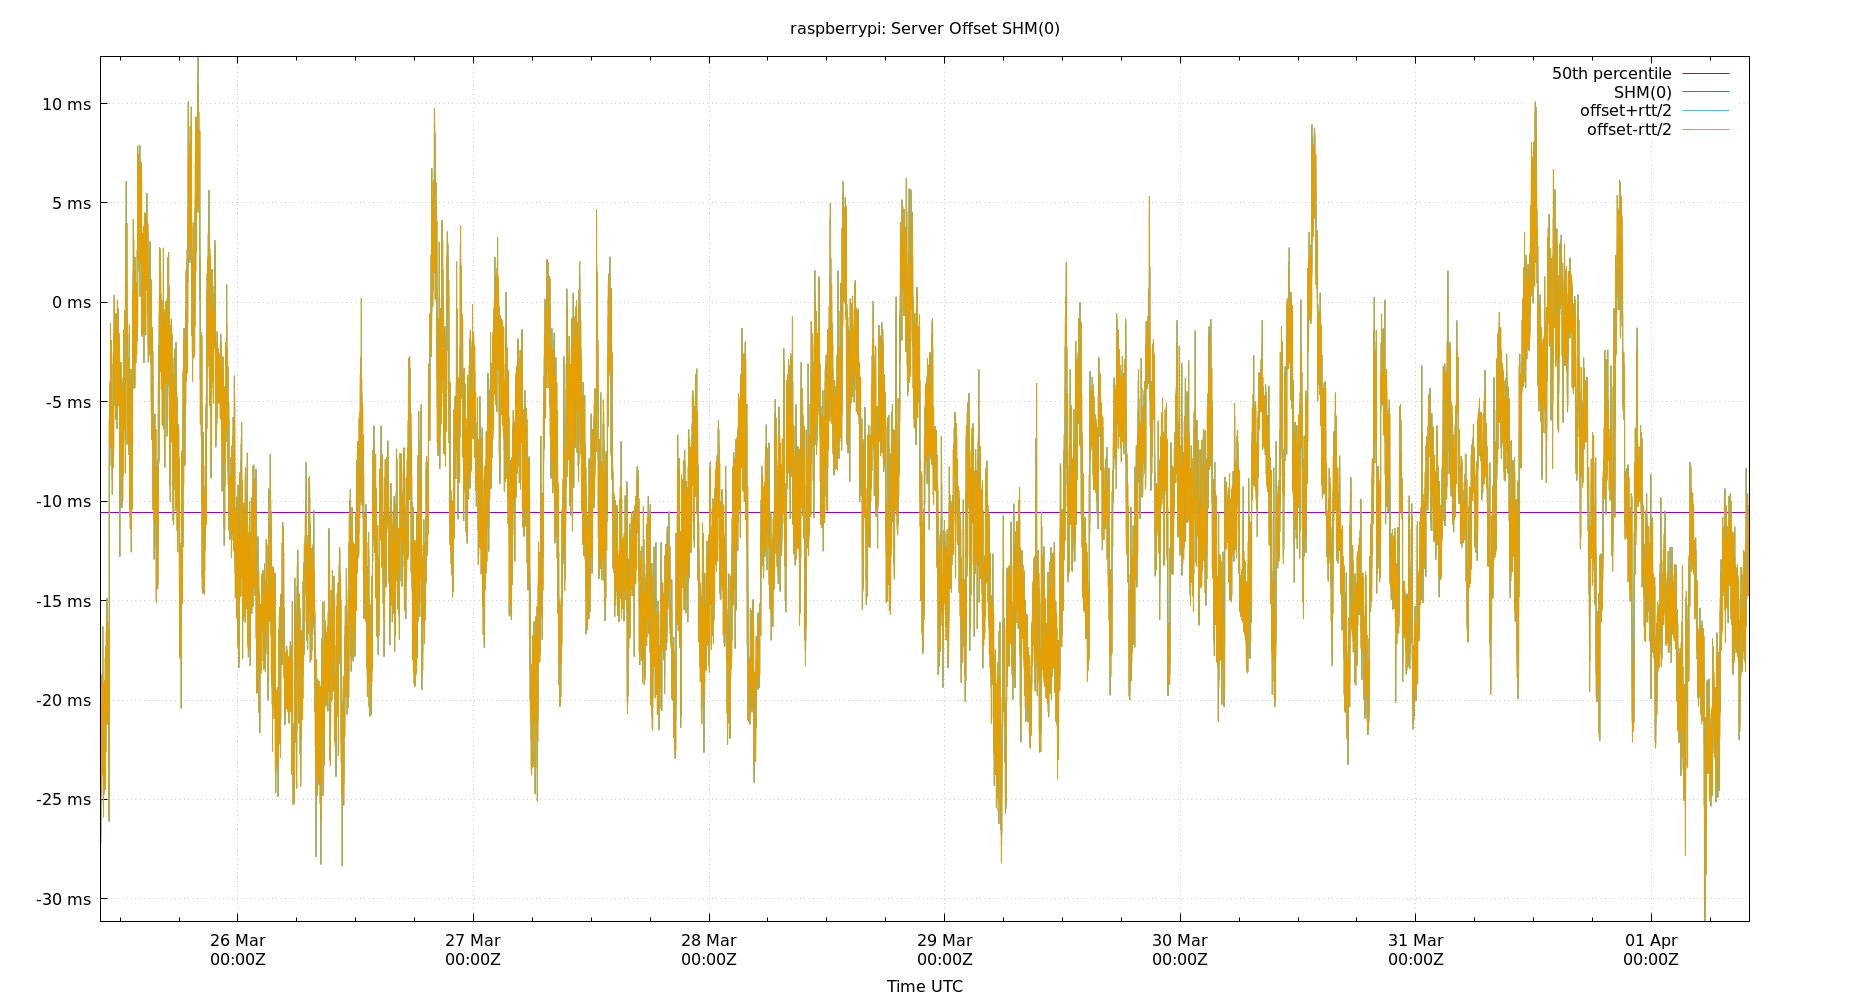 raspberrypi: Server Offset SHM(0)
50th percentile
SHM(0)
offset+rtt/2
offset-rtt/2
10 ms
5 ms
0 ms
-5 ms
-10 ms
-15 ms
-20 ms
-25 ms
-30 ms
26 Mar 27 Mar 28 Mar 29 Mar 30 Mar 31 Mar 01 Apr
00:00Z 00:00Z 00:00Z 00:00Z 00:00Z 00:00Z 00:00Z
Time UTC